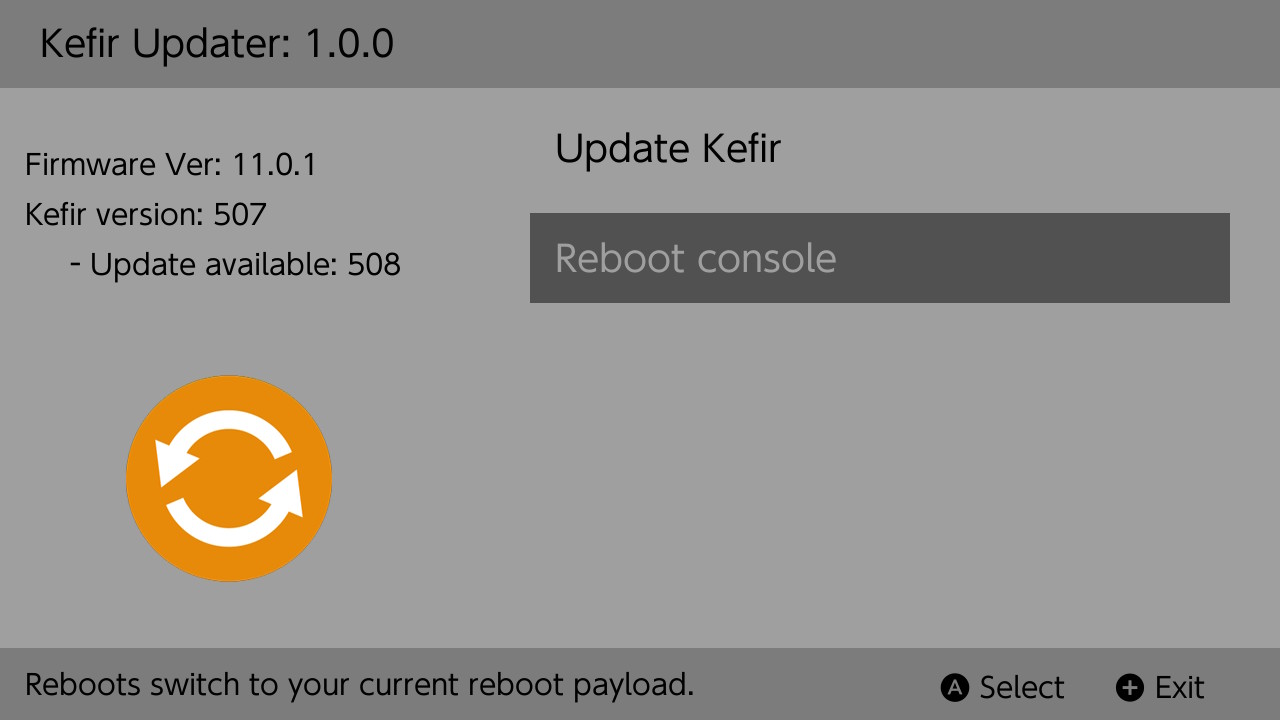 Kefir Updater: 1.0.0
Firmware Ver: 11.0.1
Kefir version: 507
- Update available: 508
Update Kefir
Reboot console
Reboots switch to your current reboot payload.
A Select
+ Exit